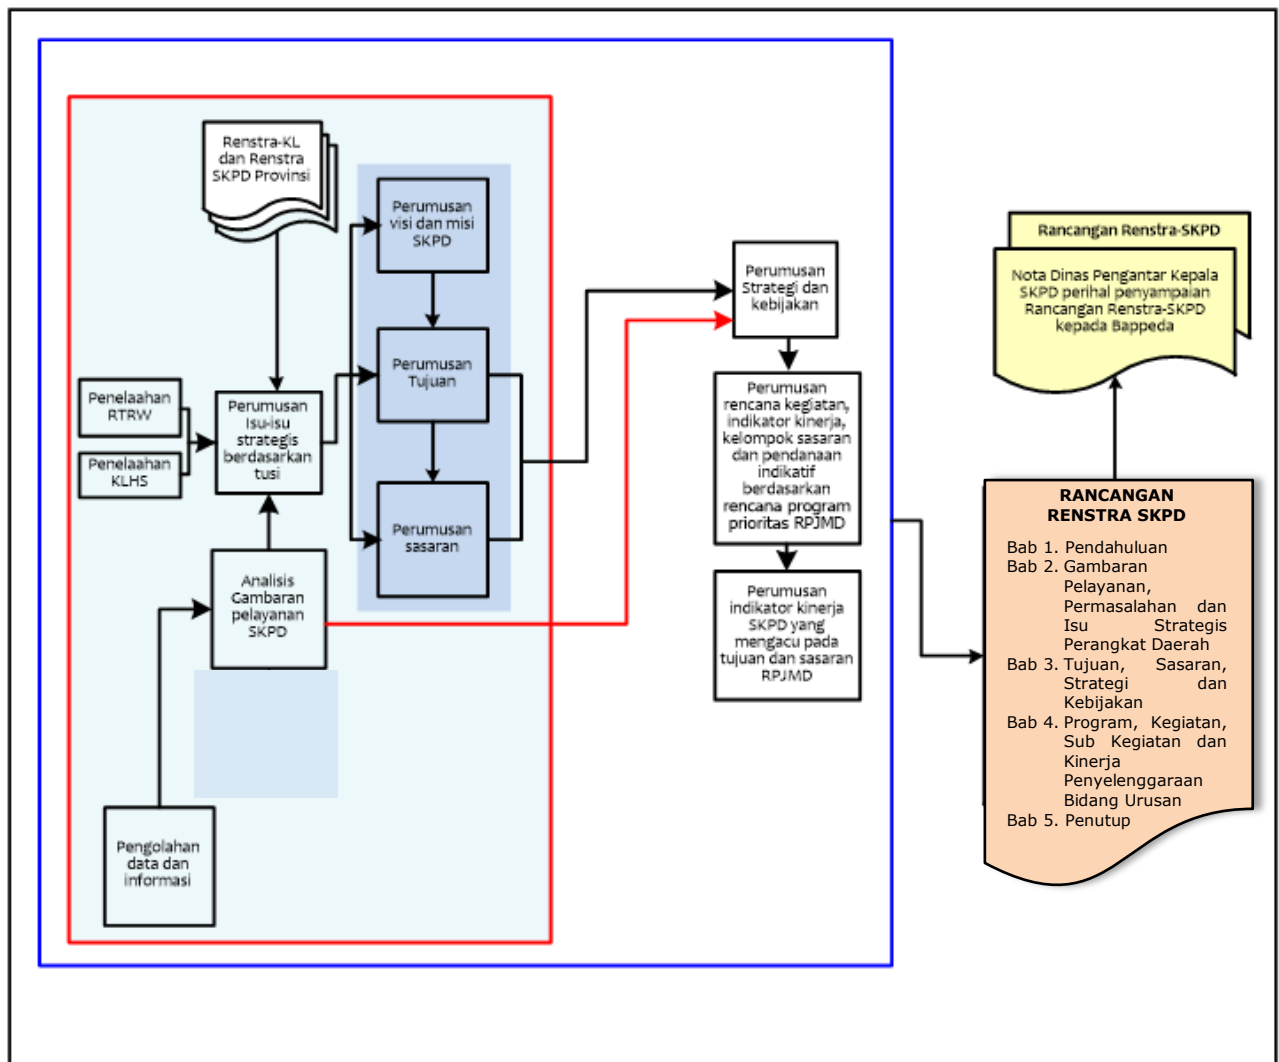 Renstra-KL
dan Renstra
SKPD Provinsi
Perumusan
visi dan misi
SKPD
Perumusan
Tujuan
Perumusan
sasaran
Penelaahan
RTRW
Penelaahan
KLHS
Perumusan
Isu-isu
strategis
berdasarkan
tusi
Analisis
Gambaran
pelayanan
SKPD
Pengolahan
data dan
informasi
Perumusan
Strategi dan
kebijakan
Perumusan
rencana kegiatan,
indikator kinerja,
kelompok sasaran
dan pendanaan
indikatif
berdasarkan
rencana program
prioritas RPJMD
Perumusan
indikator kinerja
SKPD yang
mengacu pada
tujuan dan sasaran
RPJMD
Rancangan Renstra-SKPD
Nota Dinas Pengantar Kepala
SKPD perihal penyampaian
Rancangan Renstra-SKPD
kepada Bappeda
RANCANGAN
RENSTRA SKPD
Bab 1. Pendahuluan
Bab 2. Gambaran
Pelayanan,
Permasalahan dan
Isu Strategis
Perangkat Daerah
Bab 3. Tujuan, Sasaran,
Strategi dan
Kebijakan
Bab 4. Program, Kegiatan,
Sub Kegiatan dan
Kinerja
Penyelenggaraan
Bidang Urusan
Bab 5. Penutup